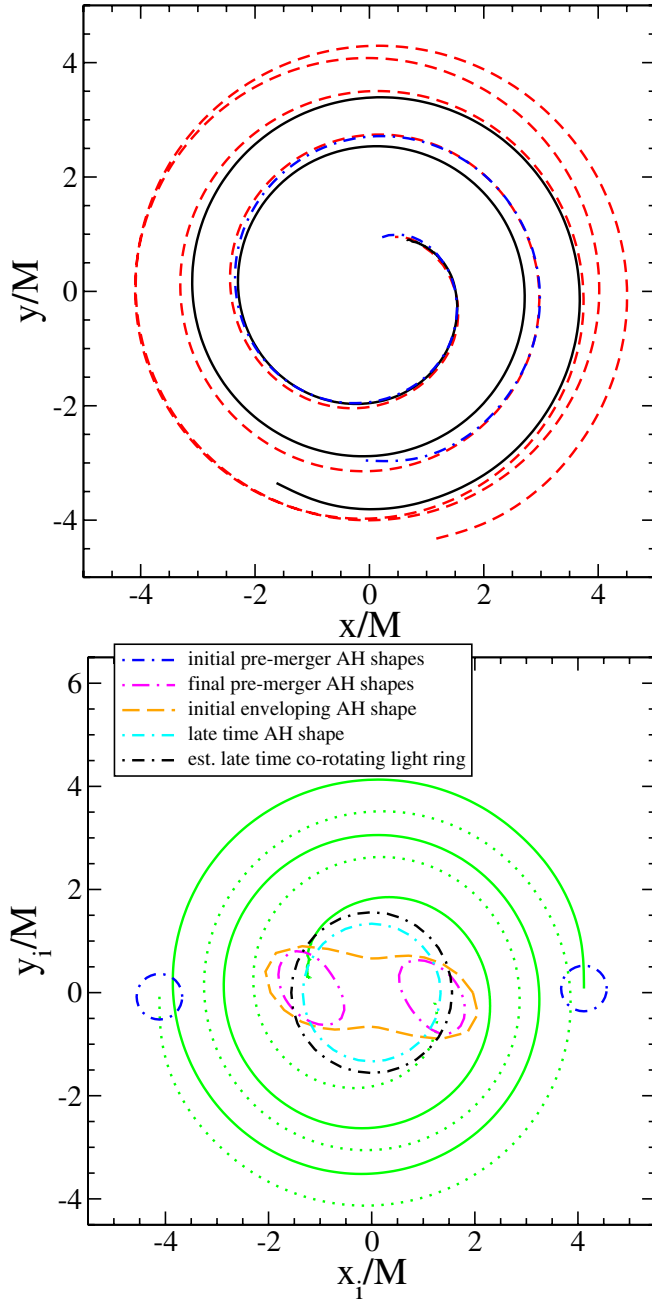 4
2
0
-2
-4
y/M
-4
-2
0
2
4
x/M
initial pre-merger AH shapes
final pre-merger AH shapes
initial enveloping AH shape
late time AH shape
est. late time co-rotating light ring
6
4
2
0
-2
-4
y_i/M
-4
-2
0
2
4
x_i/M